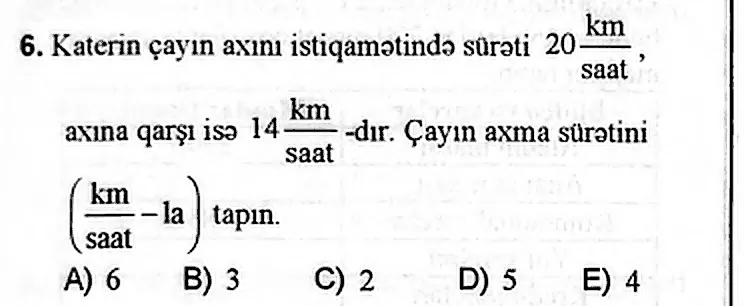 6. Katerin çayın axını istiqamətində sürəti 20 km/saat,
axına qarşı isə 14 km/saat -dır. Çayın axma sürətini
(km/saat – la) tapın.
A) 6 B) 3 C) 2 D) 5 E) 4